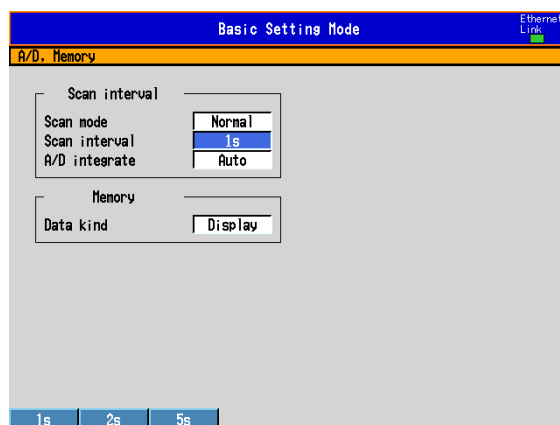 Basic Setting Mode
Ethernet
Link
A/D, Memory
Scan interval
Scan mode Normal
Scan interval 1s
A/D integrate Auto
Memory
Data kind Display
1s 2s 5s